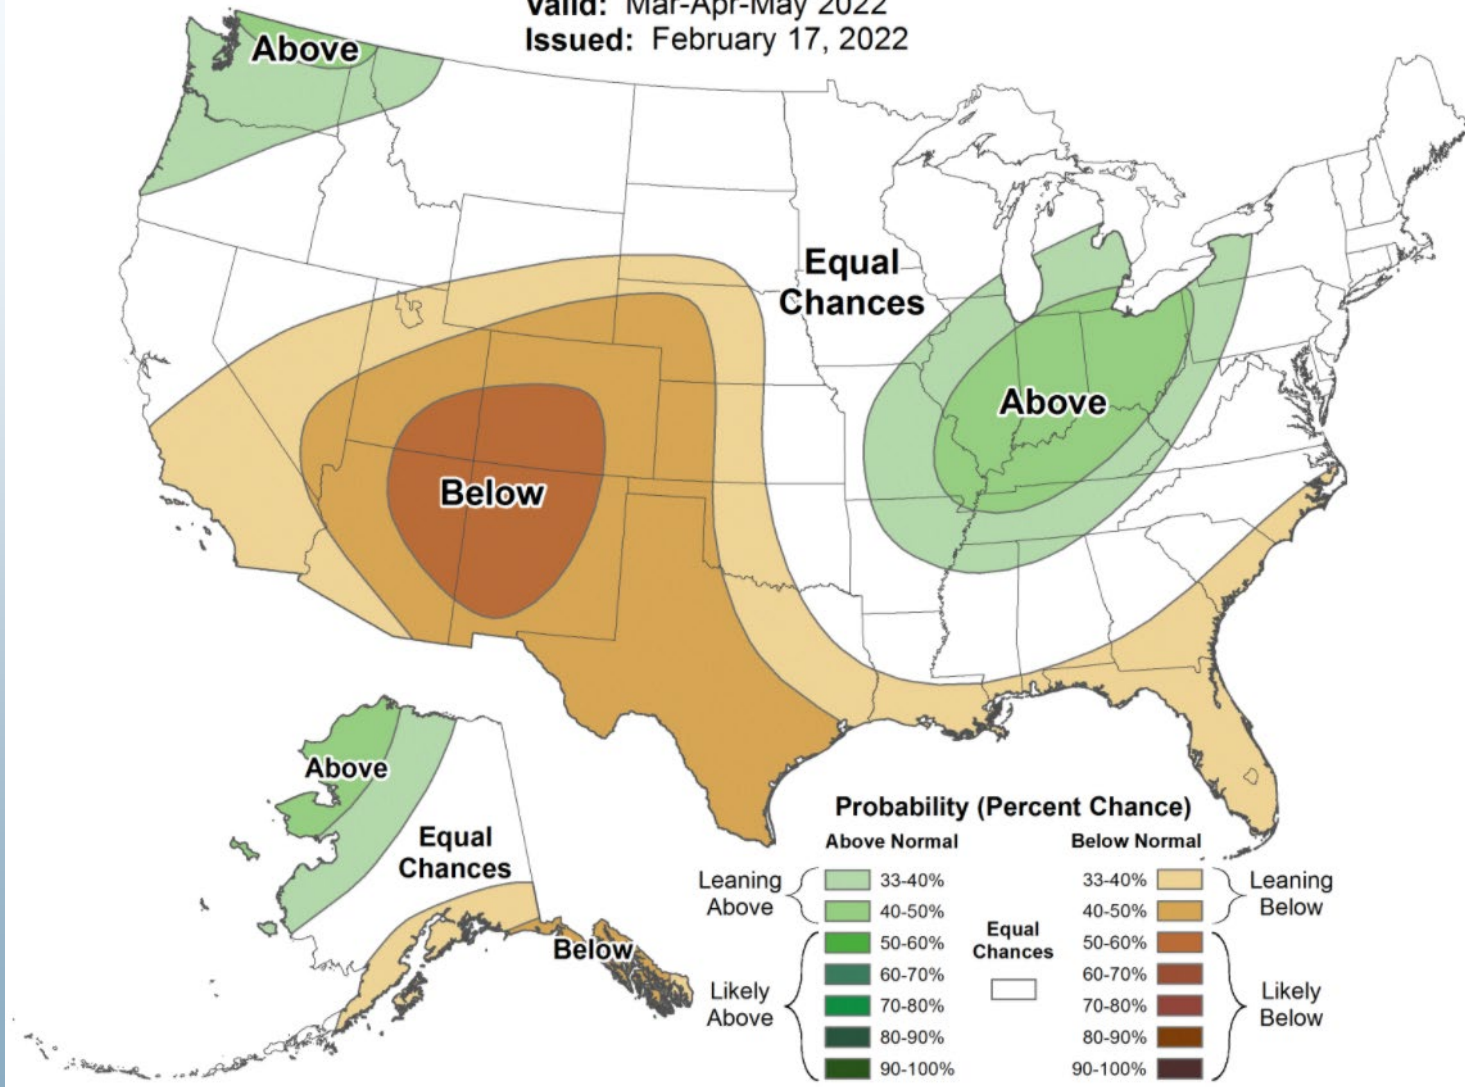 Valid: Mar-Apr-May 2022
Issued: February 17, 2022
Above
Equal
Chances
Above
Below
Above
Equal
Chances
Below
Probability (Percent Chance)
Above Normal
Below Normal
Leaning
Above
33-40%
40-50%
Likely
Above
50-60%
60-70%
70-80%
80-90%
90-100%
Equal
Chances
33-40%
40-50%
Leaning
Below
50-60%
60-70%
70-80%
80-90%
90-100%
Likely
Below